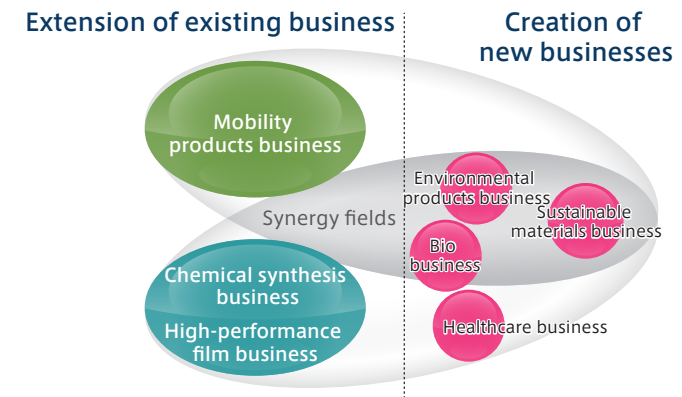 Extension of existing business
Creation of
new businesses
Mobility
products business
Environmental
products business
Sustainable
materials business
Synergy fields
Bio
business
Chemical synthesis
business
High-performance
film business
Healthcare business